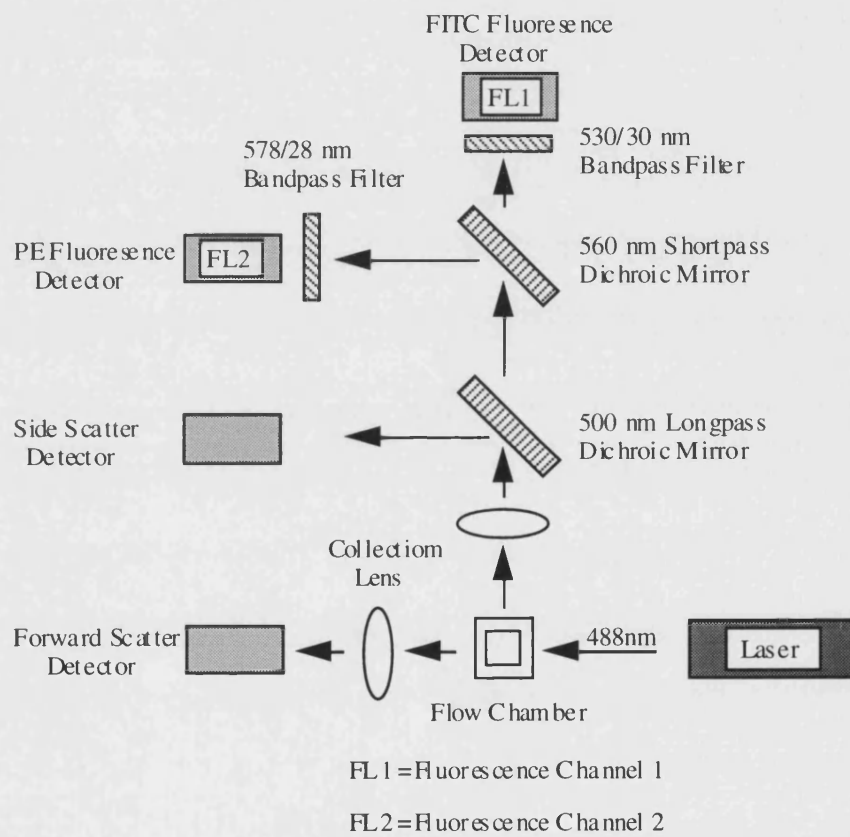 FITC Fluoresence
Detector
FL1
530/30 nm
Bandpass Filter
578/28 nm
Bandpass Filter
PE Fluoresence
Detector
FL2
560 nm Shortpass
Dichroic Mirror
Side Scatter
Detector
500 nm Longpass
Dichroic Mirror
Collectiom
Lens
Forward Scatter
Detector
488nm
Laser
Flow Chamber
FL1=Fluorescence Channel 1
FL2=Fluorescence Channel 2